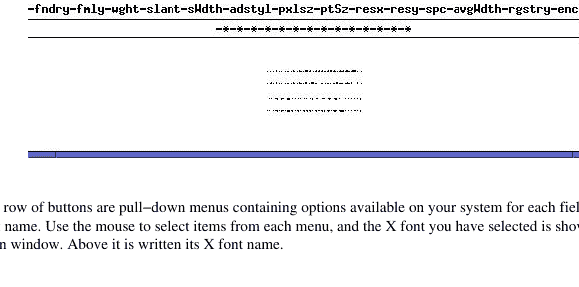 -fndry-fmly-wght-slant-sWdth-adstyl-pxlsz-ptSz-resx-resy-spc-avgWdth-rgstry-enc
-*-*-*-*-*-*-*-*-*-*-*-*-*-*
row of buttons are pull−down menus containing options available on your system for each fiel
name. Use the mouse to select items from each menu, and the X font you have selected is show
n window. Above it is written its X font name.